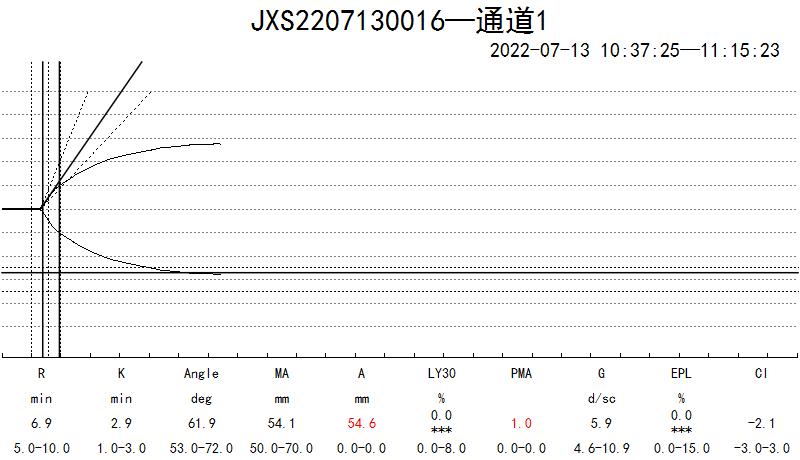 JXS2207130016—通道1
2022-07-13 10:37:25—11:15:23
R K Angle MA A LY30 PMA G EPL CI
min min deg mm mm % d/sc %
6.9 2.9 61.9 54.1 54.6 0.0 *** 1.0 5.9 0.0 *** -2.1
5.0-10.0 1.0-3.0 53.0-72.0 50.0-70.0 0.0-0.0 0.0-8.0 0.0-0.0 4.6-10.9 0.0-15.0 -3.0-3.0